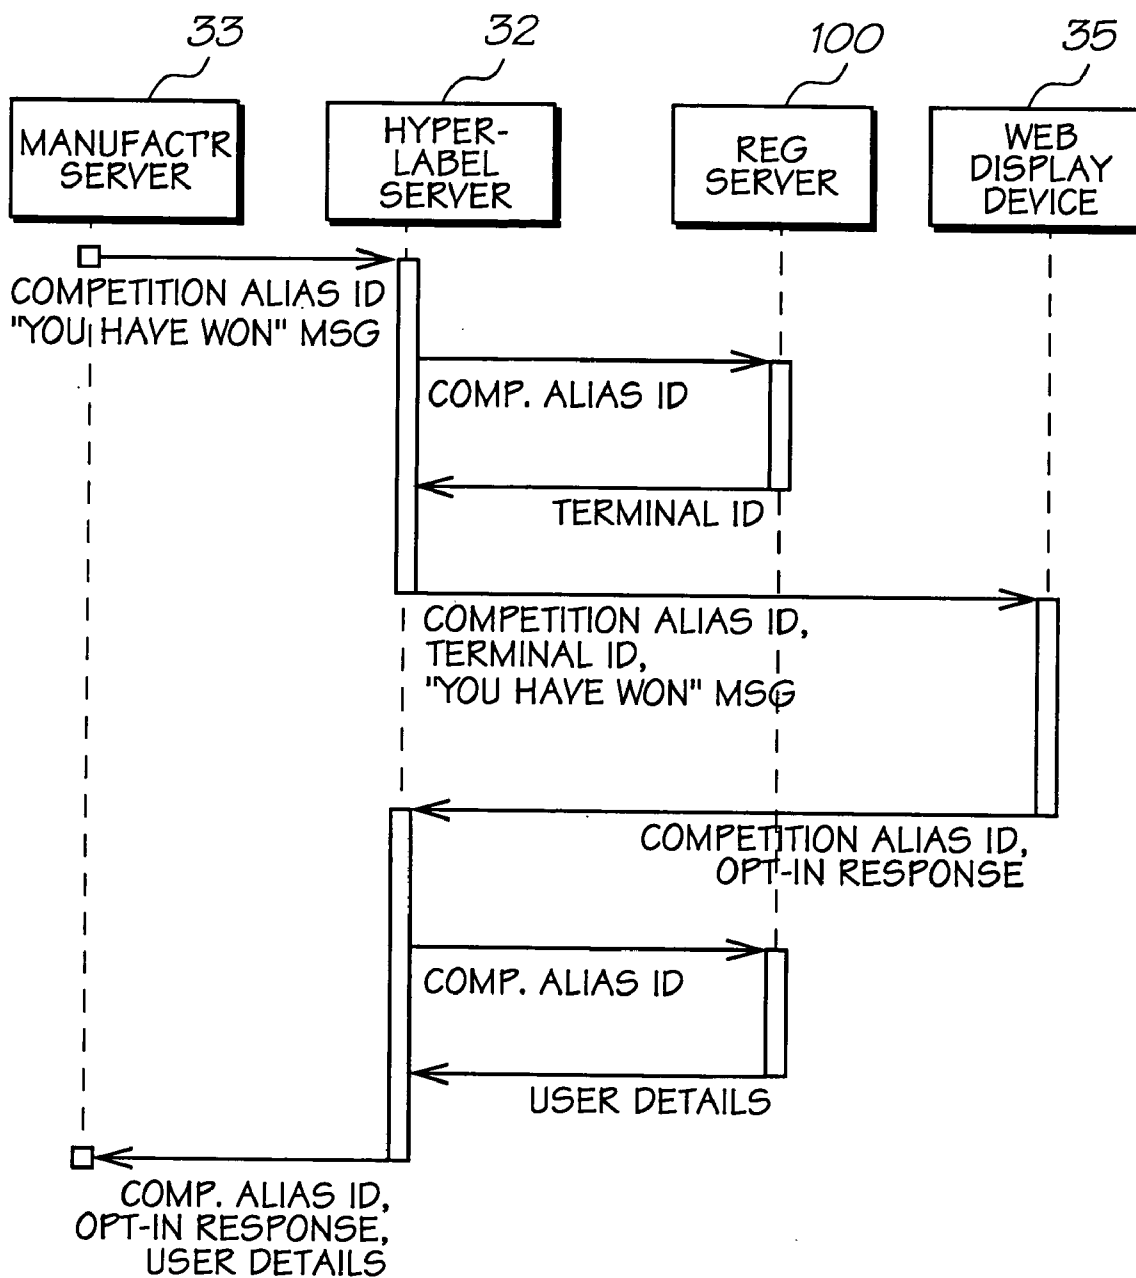 33
32
100
35
MANUFACT'R
SERVER
HYPER-
LABEL
SERVER
REG
SERVER
WEB
DISPLAY
DEVICE
COMPETITION ALIAS ID
"YOU HAVE WON" MSG
COMP. ALIAS ID
TERMINAL ID
COMPETITION ALIAS ID,
TERMINAL ID,
"YOU HAVE WON" MSG
COMPETITION ALIAS ID,
OPT-IN RESPONSE
COMP. ALIAS ID
USER DETAILS
COMP. ALIAS ID,
OPT-IN RESPONSE,
USER DETAILS